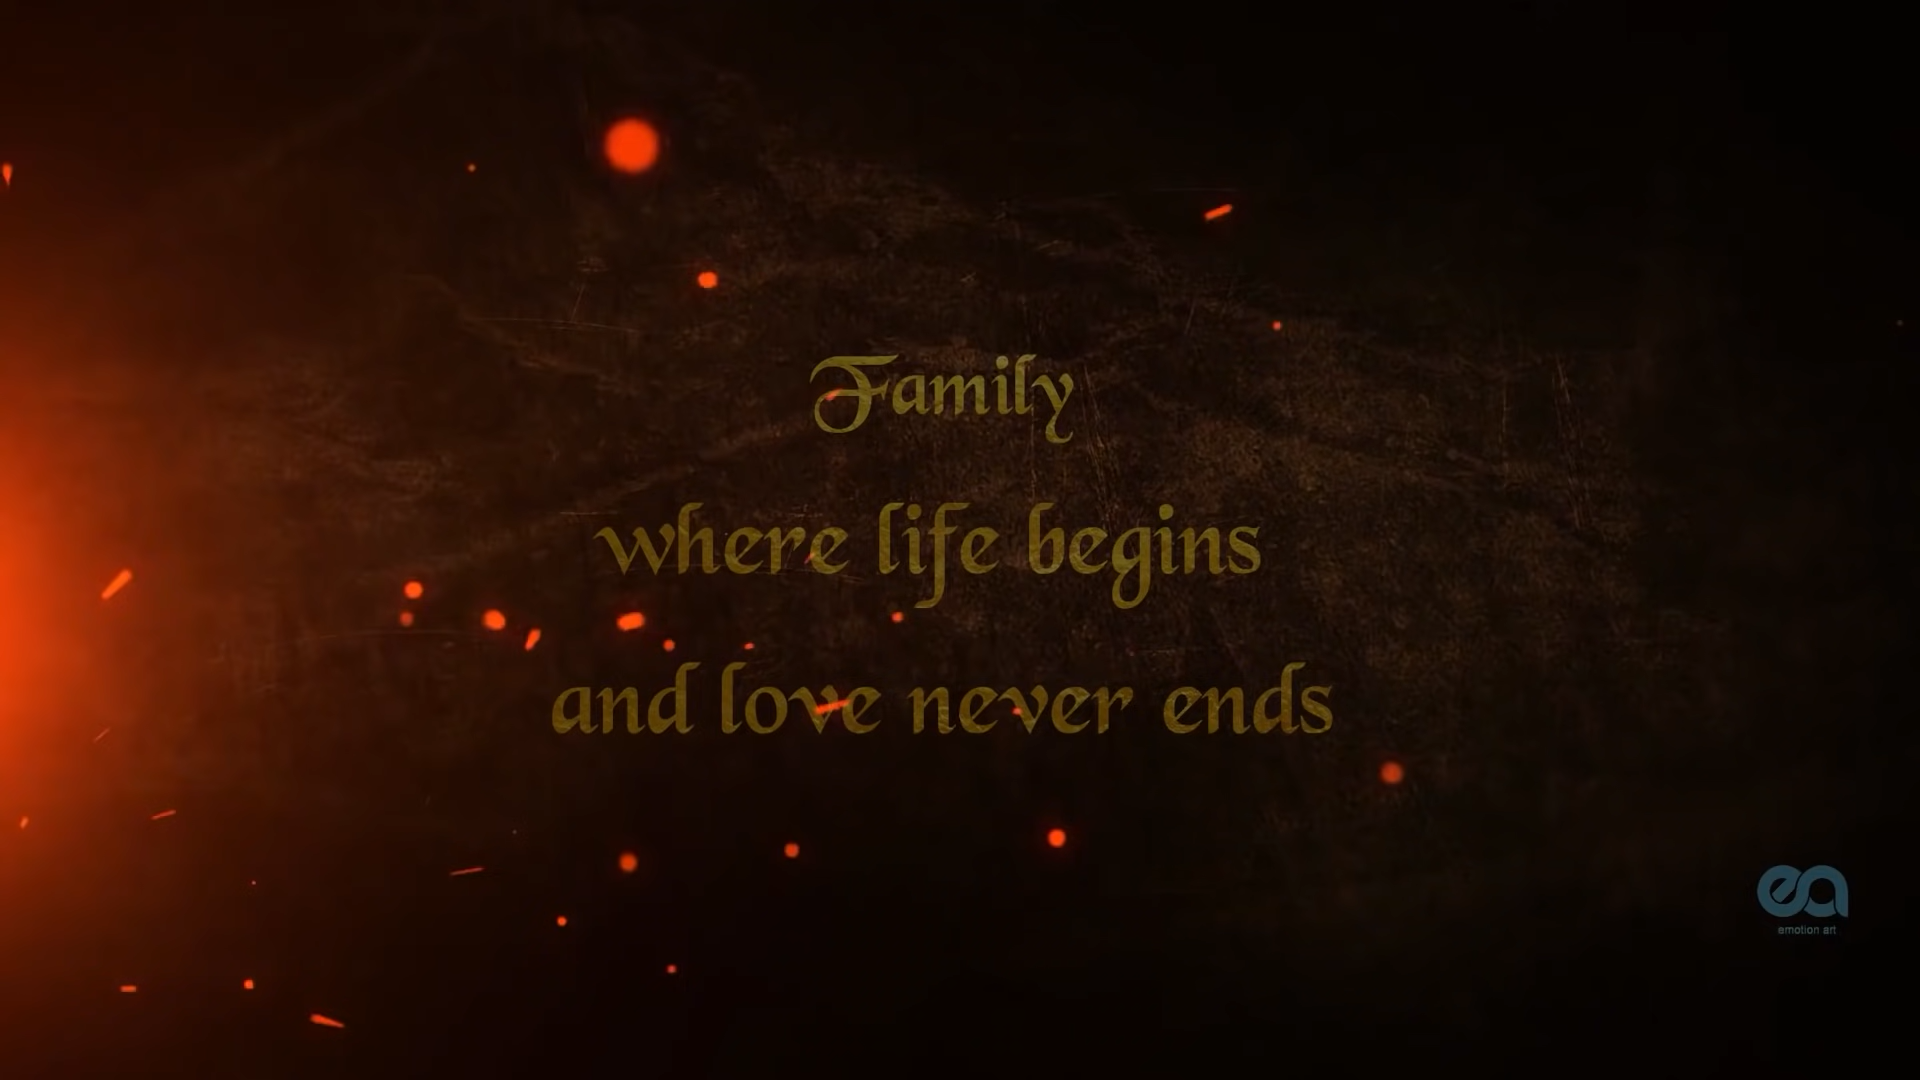 Family
where life begins
and love never ends
ea
emotion art